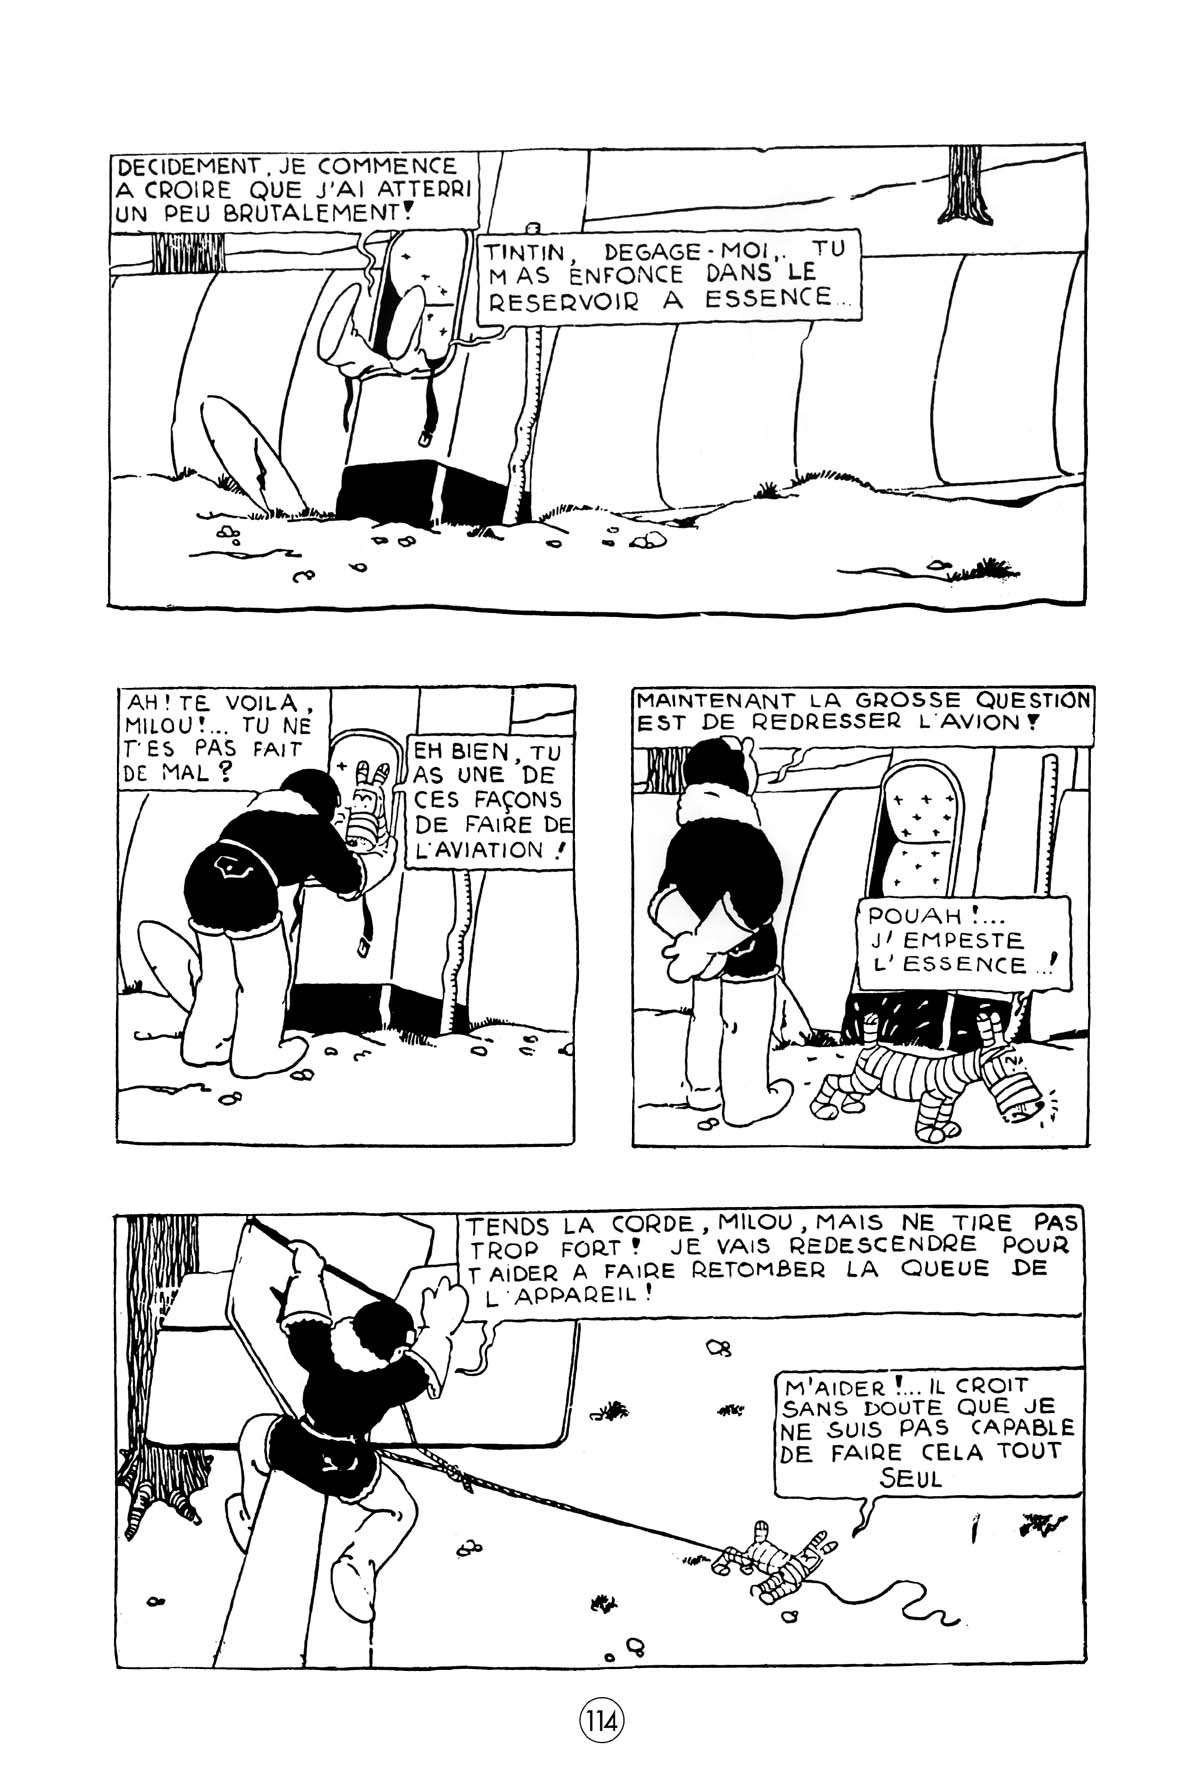 DECIDEMENT, JE COMMENCE
A CROIRE QUE J'AI ATTERRI
UN PEU BRUTALEMENT!
TINTIN, DEGAGE-MOI,. TU
M AS ENFONCE DANS LE
RESERVOIR A ESSENCE...
AH! TE VOILA,
MILOU!... TU NE
T'ES PAS FAIT
DE MAL?
EH BIEN, TU
AS UNE DE
CES FAÇONS
DE FAIRE DE
L'AVIATION!
MAINTENANT LA GROSSE QUESTION
EST DE REDRESSER L'AVION!
POUAH!...
J'EMPESTE
L'ESSENCE...!
TENDS LA CORDE, MILOU, MAIS NE TIRE PAS
TROP FORT! JE VAIS REDESCENDRE POUR
T AIDER A FAIRE RETOMBER LA QUEUE DE
L'APPAREIL!
M'AIDER!... IL CROIT
SANS DOUTE QUE JE
NE SUIS PAS CAPABLE
DE FAIRE CELA TOUT
SEUL
114